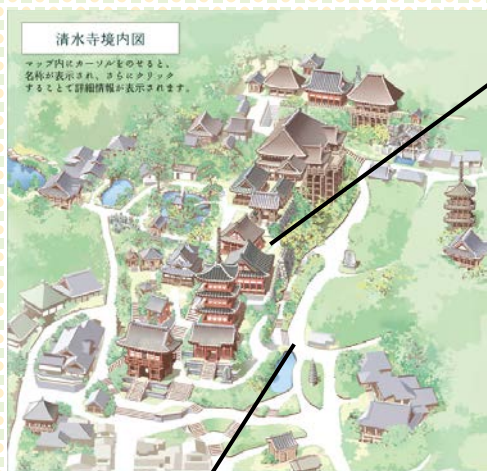 清水寺境内図
マップ内にカーソルをのせると、
名称が表示され、さらにクリック
することで詳細情報が表示されます。